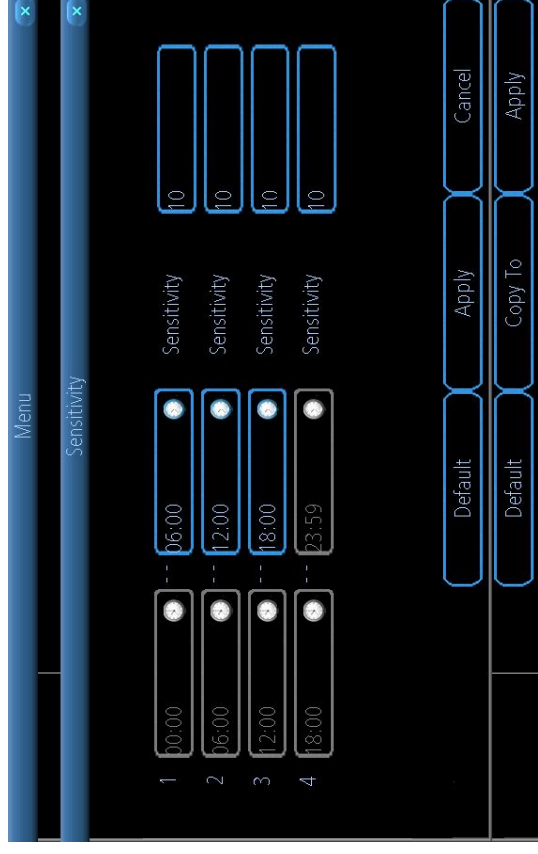 Menu
Sensitivity
1 00:00 -- 06:00 Sensitivity 10
2 06:00 -- 12:00 Sensitivity 10
3 12:00 -- 18:00 Sensitivity 10
4 18:00 -- 23:59 Sensitivity 10
Default Apply Cancel
Default Copy To Apply